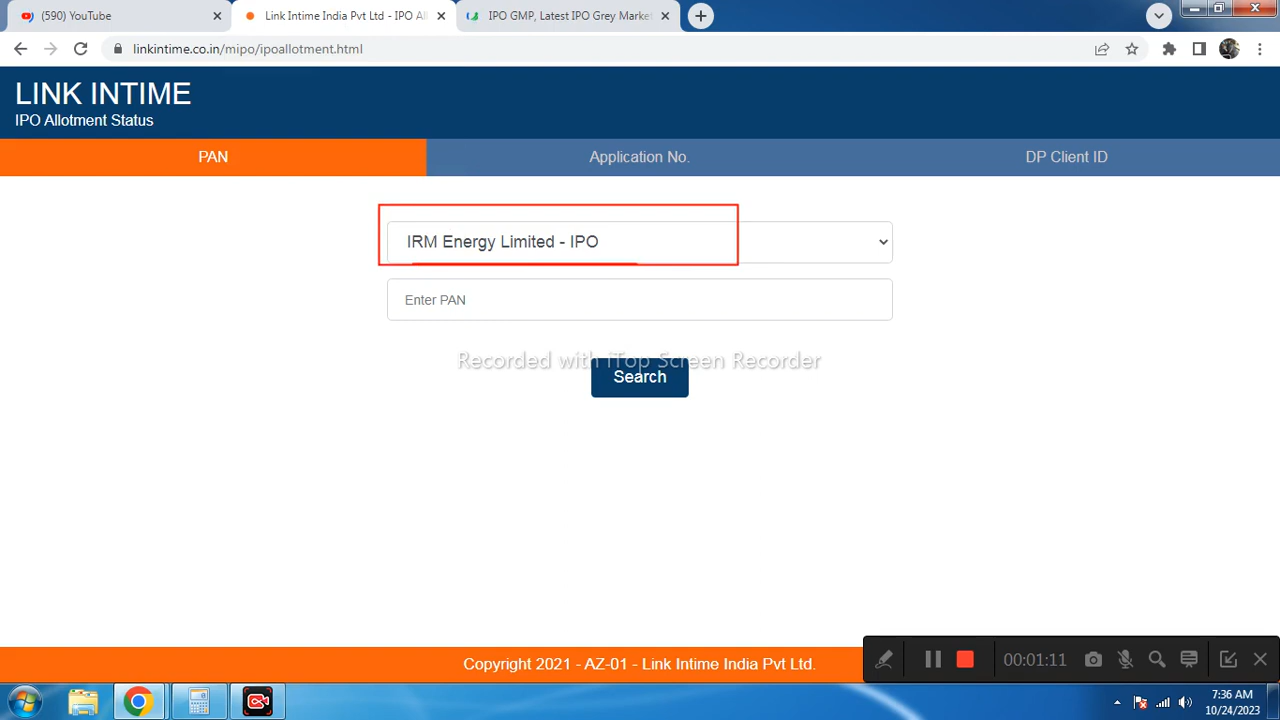 (590) YouTube
Link Intime India Pvt Ltd - IPO Al
IPO GMP, Latest IPO Grey Market
linkintime.co.in/mipo/ipoallotment.html
LINK INTIME
IPO Allotment Status
PAN
Application No.
DP Client ID
IRM Energy Limited - IPO
Enter PAN
Recorded with iTop Screen Recorder
Search
Copyright 2021 - AZ-01 - Link Intime India Pvt Ltd.
00:01:11
7:36 AM
10/24/2023